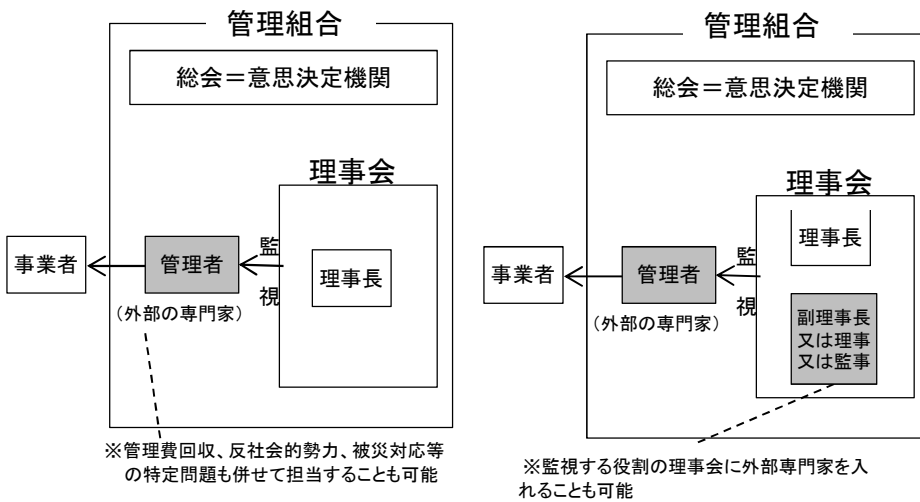 管理組合
総会＝意思決定機関
理事会
事業者
管理者
監
視
理事長
（外部の専門家）
※管理費回収、反社会的勢力、被災対応等
の特定問題も併せて担当することも可能
管理組合
総会＝意思決定機関
理事会
理事長
事業者
管理者
監
視
（外部の専門家）
副理事長
又は理事
又は監事
※監視する役割の理事会に外部専門家を入
れることも可能